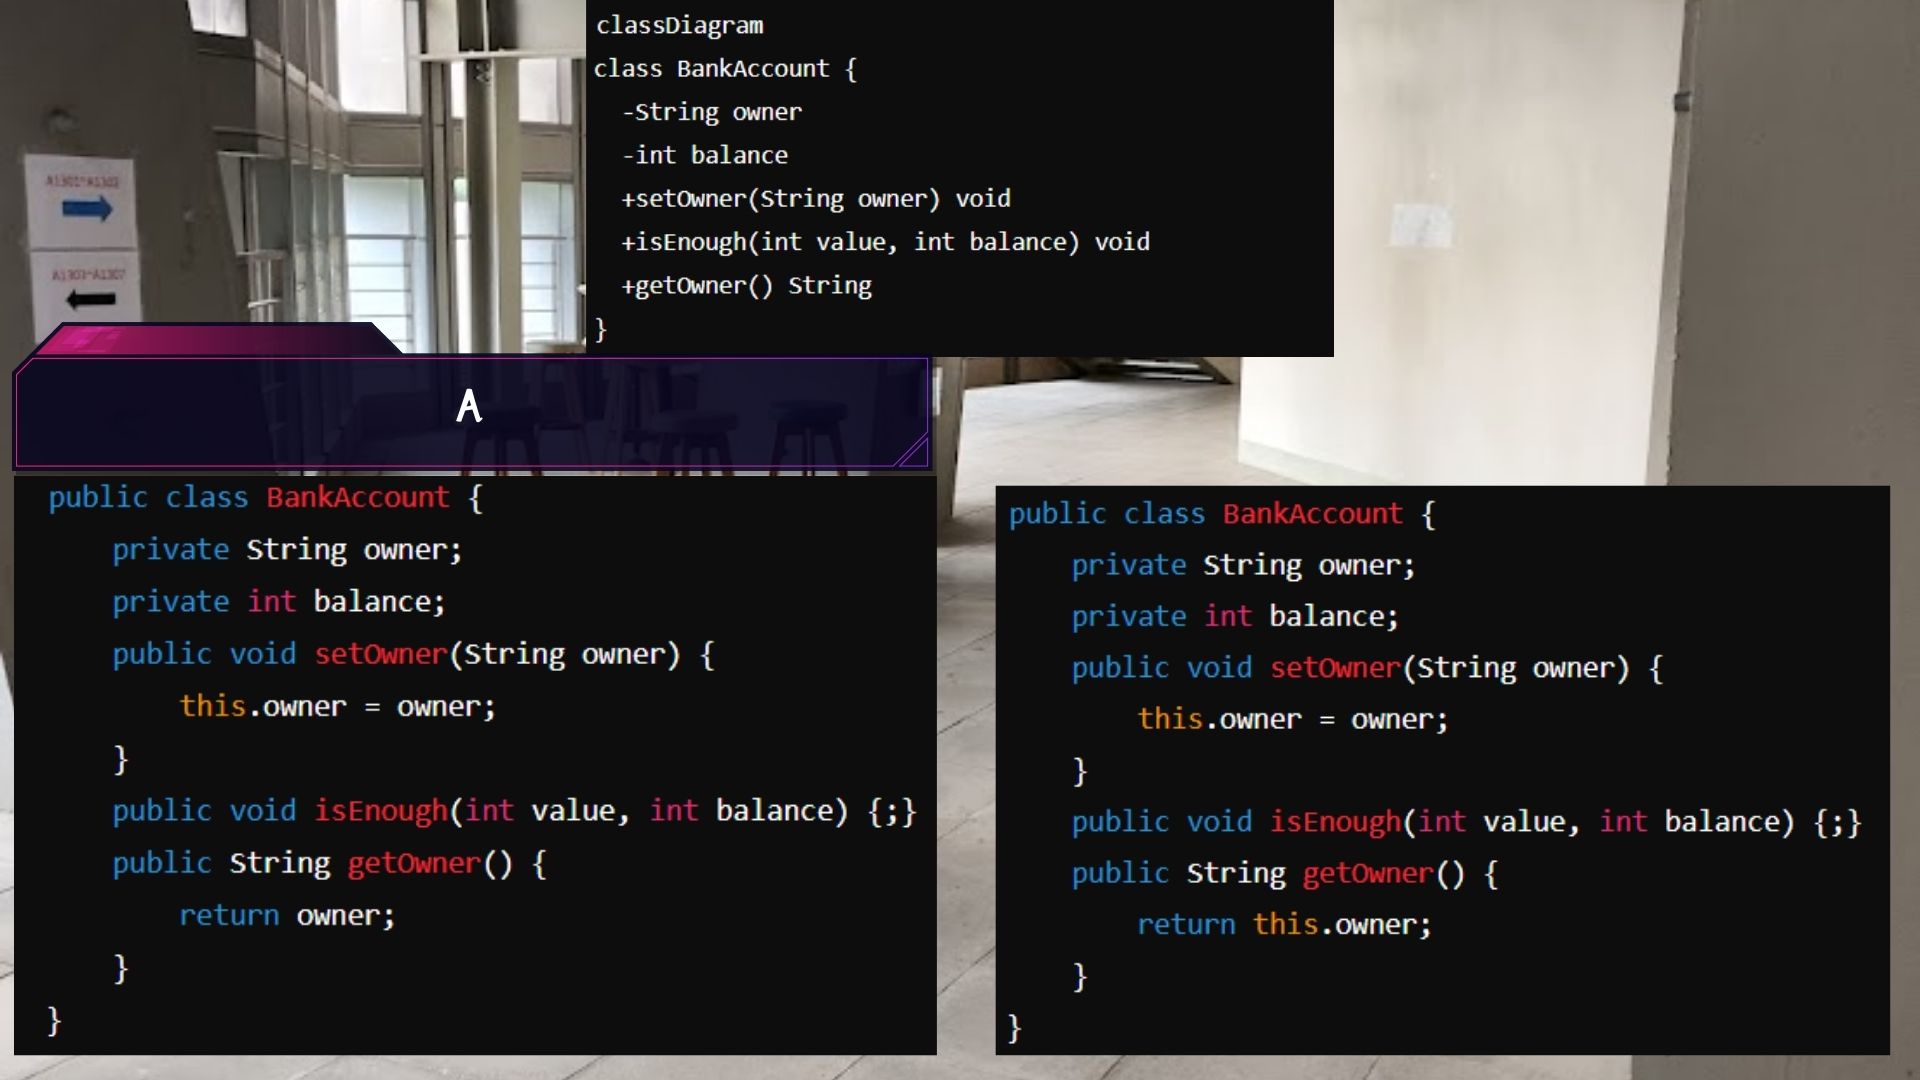 classDiagram
class BankAccount {
-String owner
-int balance
+setOwner(String owner) void
+isEnough(int value, int balance) void
+getOwner() String
}
A1301~A1302
A1303~A1307
A
public class BankAccount {
private String owner;
private int balance;
public void setOwner(String owner) {
this.owner = owner;
}
public void isEnough(int value, int balance) {;}
public String getOwner() {
return owner;
}
}
public class BankAccount {
private String owner;
private int balance;
public void setOwner(String owner) {
this.owner = owner;
}
public void isEnough(int value, int balance) {;}
public String getOwner() {
return this.owner;
}
}